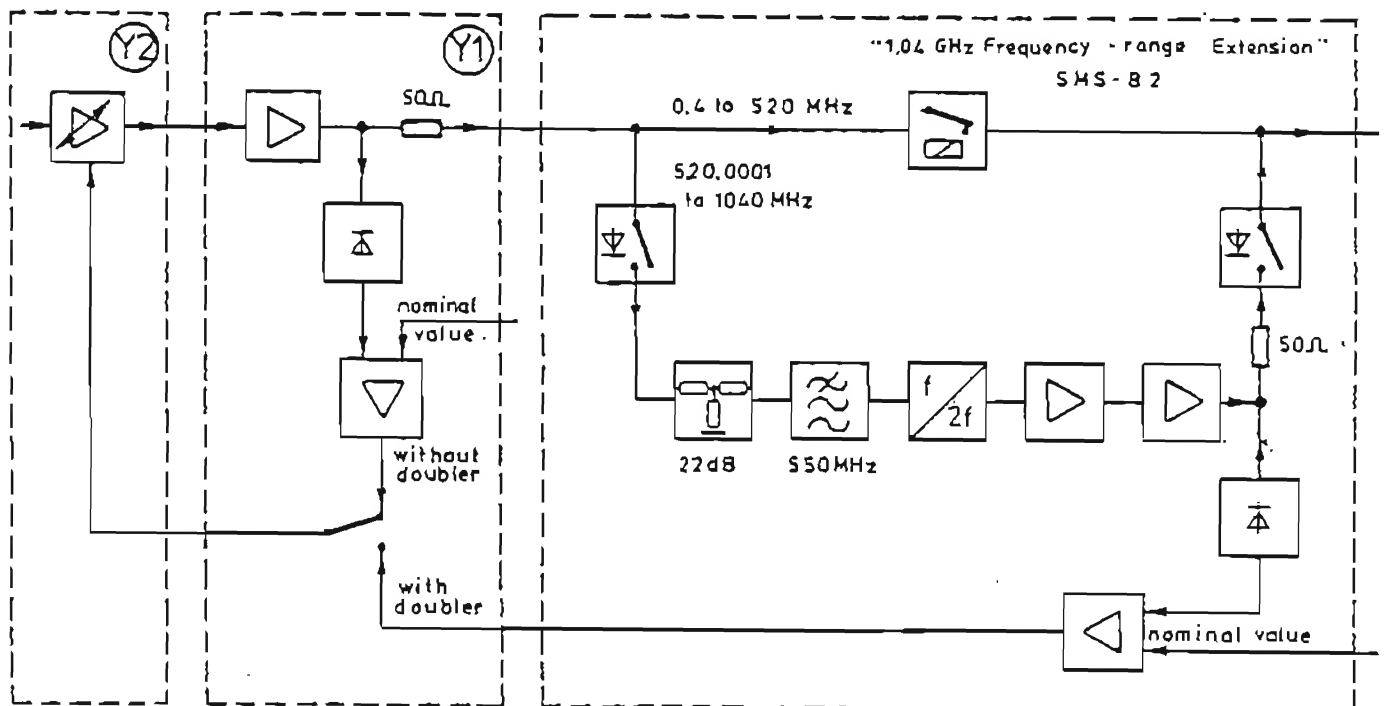 Y2
Y1
"1,04 GHz Frequency - range Extension"
SMS-B2
50Ω
0.4 to 520 MHz
520.0001
to 1040 MHz
nominal
value.
50Ω
f
2f
22dB
550MHz
without
doubler
with
doubler
nominal value